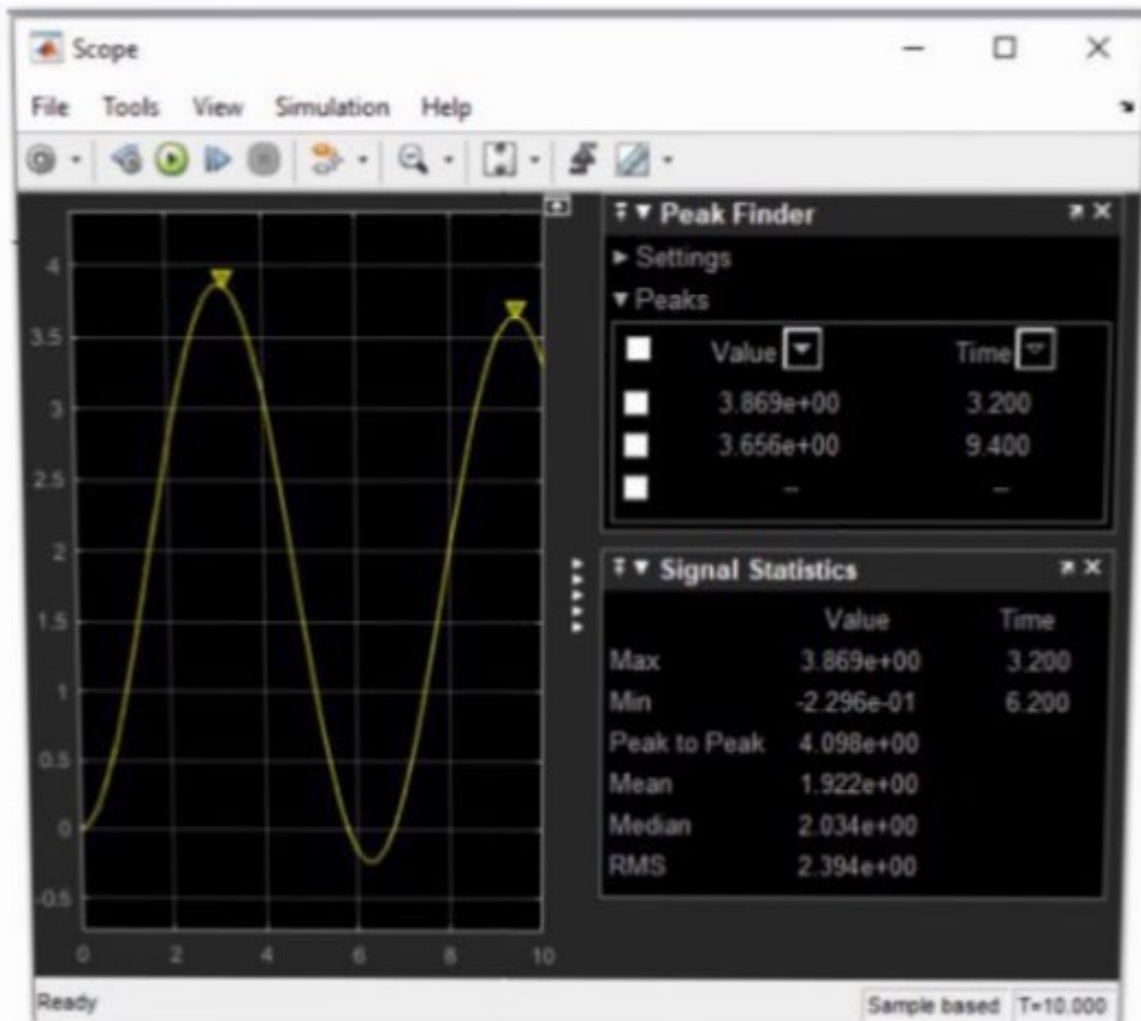 Scope
File Tools View Simulation Help
4
3.5
3
2.5
2
1.5
1
0.5
0
-0.5
0 2 4 6 8 10
Peak Finder
Settings
Peaks
Value Time
3.869e+00 3.200
3.656e+00 9.400
-- --
Signal Statistics
Value Time
Max 3.869e+00 3.200
Min -2.296e-01 6.200
Peak to Peak 4.098e+00
Mean 1.922e+00
Median 2.034e+00
RMS 2.394e+00
Ready Sample based T=10.000